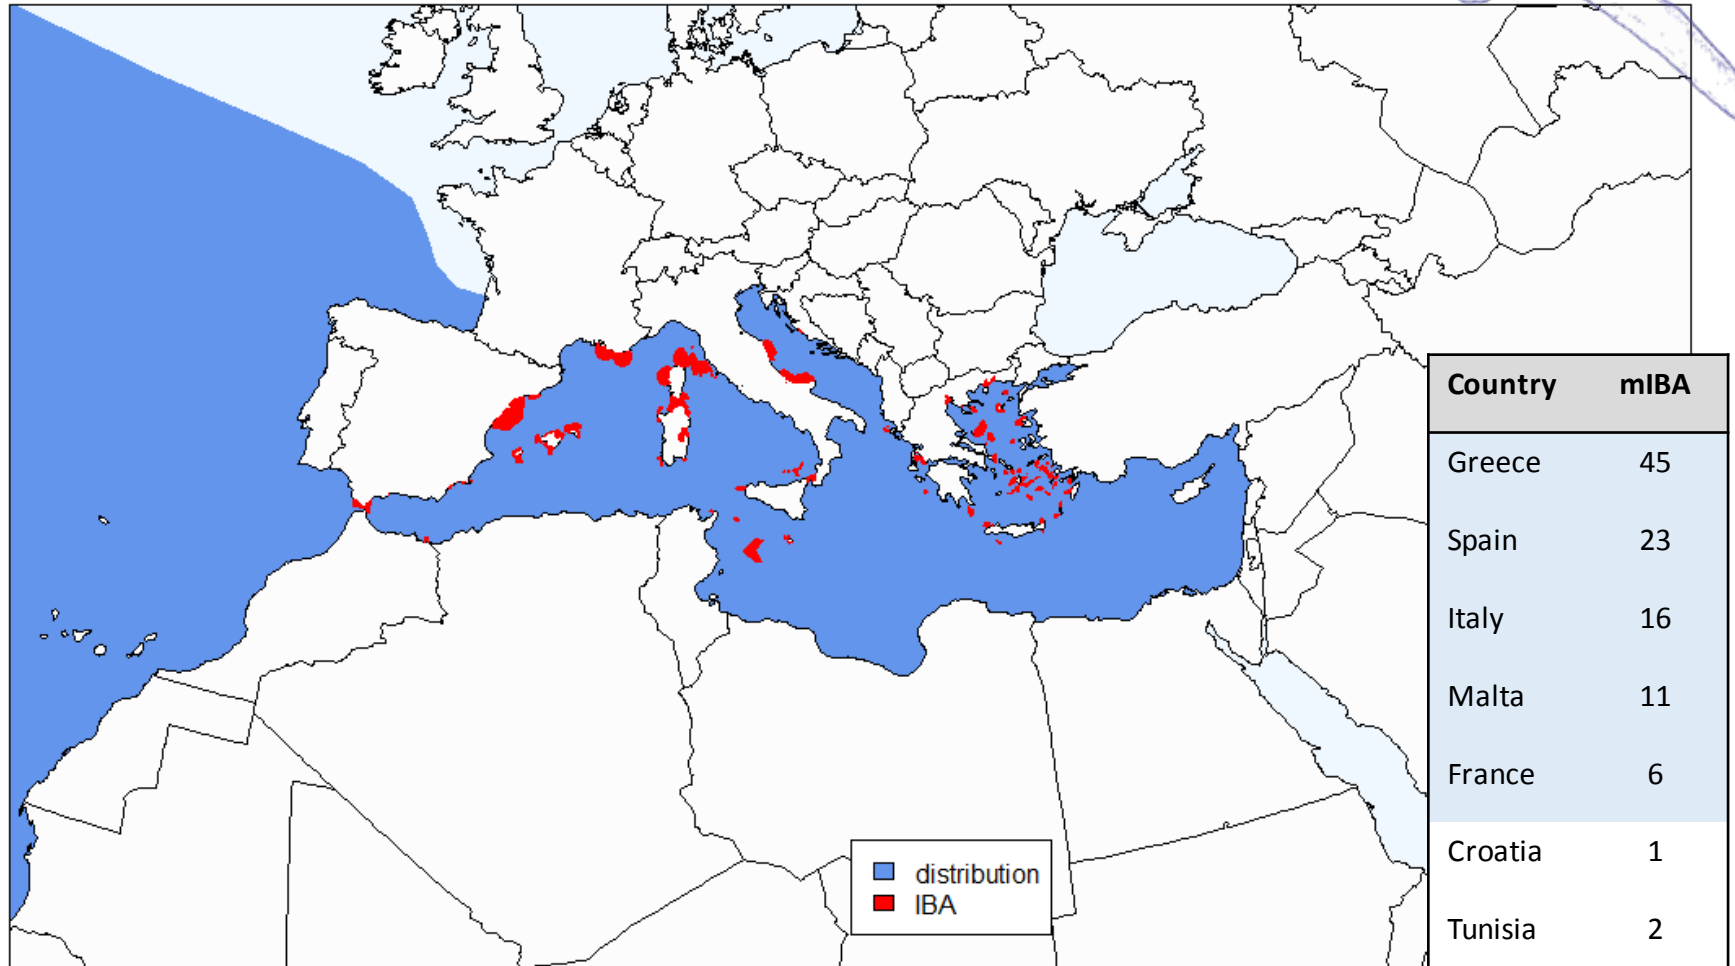 Country mIBA
Greece 45
Spain 23
Italy 16
Malta 11
France 6
Croatia 1
Tunisia 2
distribution
IBA